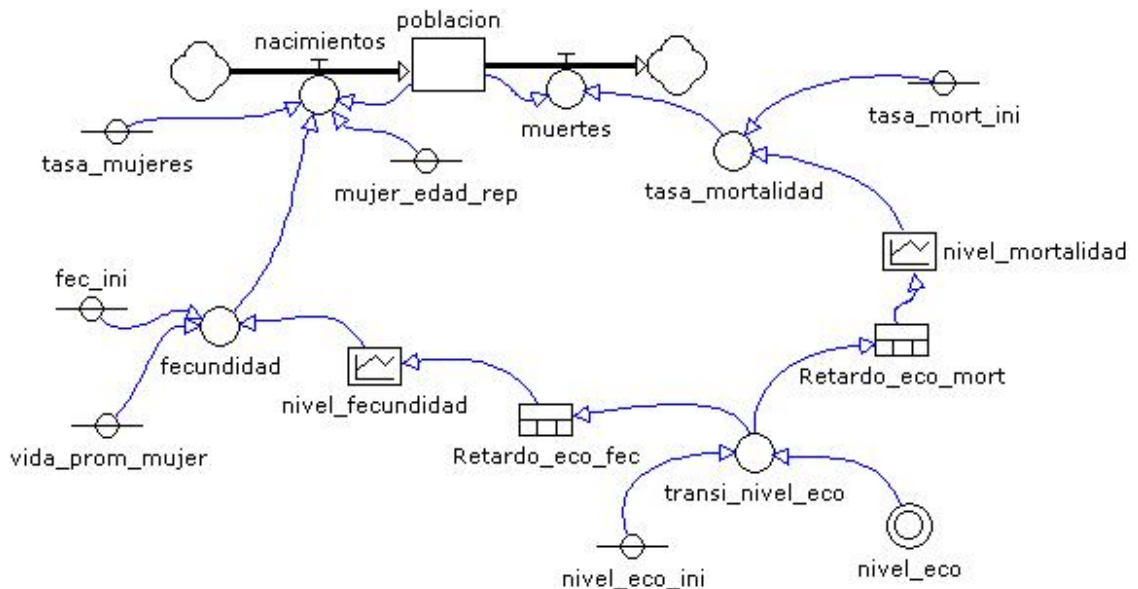 poblacion
nacimientos
muertes
tasa_mort_ini
tasa_mujeres
mujer_edad_rep
tasa_mortalidad
nivel_mortalidad
fec_ini
fecundidad
nivel_fecundidad
Retardo_eco_mort
vida_prom_mujer
Retardo_eco_fec
transi_nivel_eco
nivel_eco_ini
nivel_eco